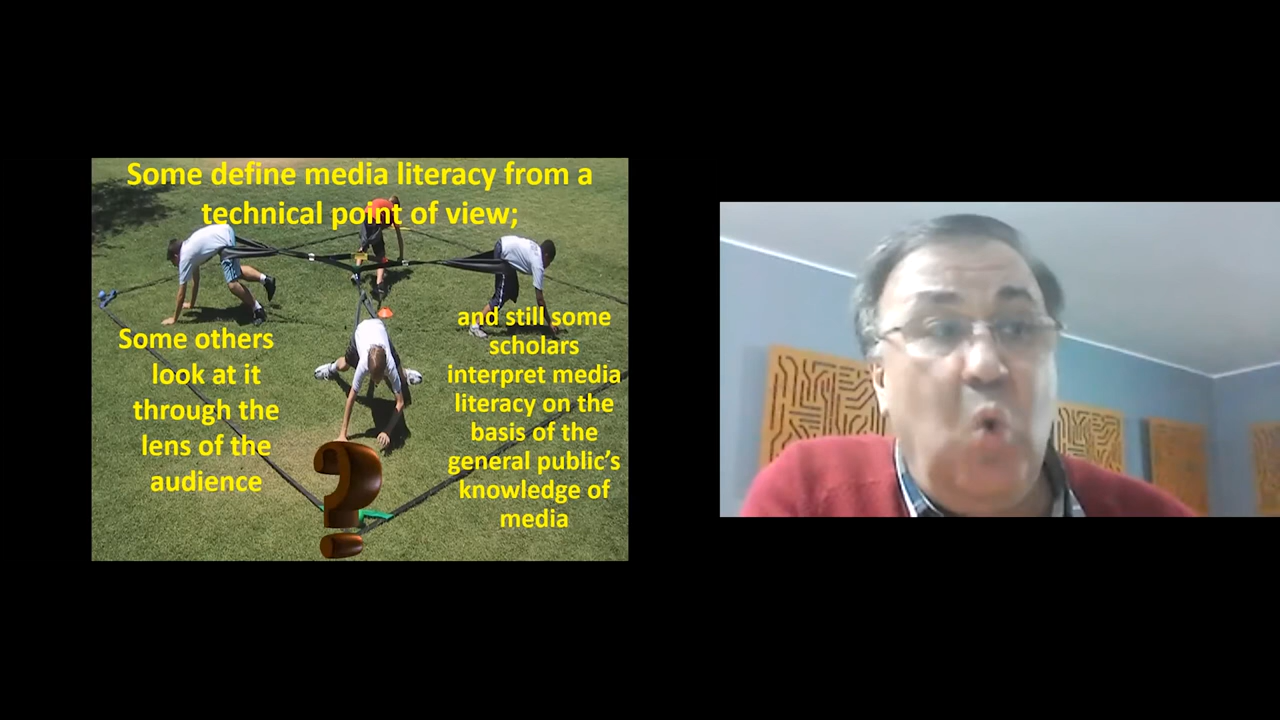 Some define media literacy from a
technical point of view;
Some others
look at it
through the
lens of the
audience
and still some
scholars
interpret media
literacy on the
basis of the
general public’s
knowledge of
media
?